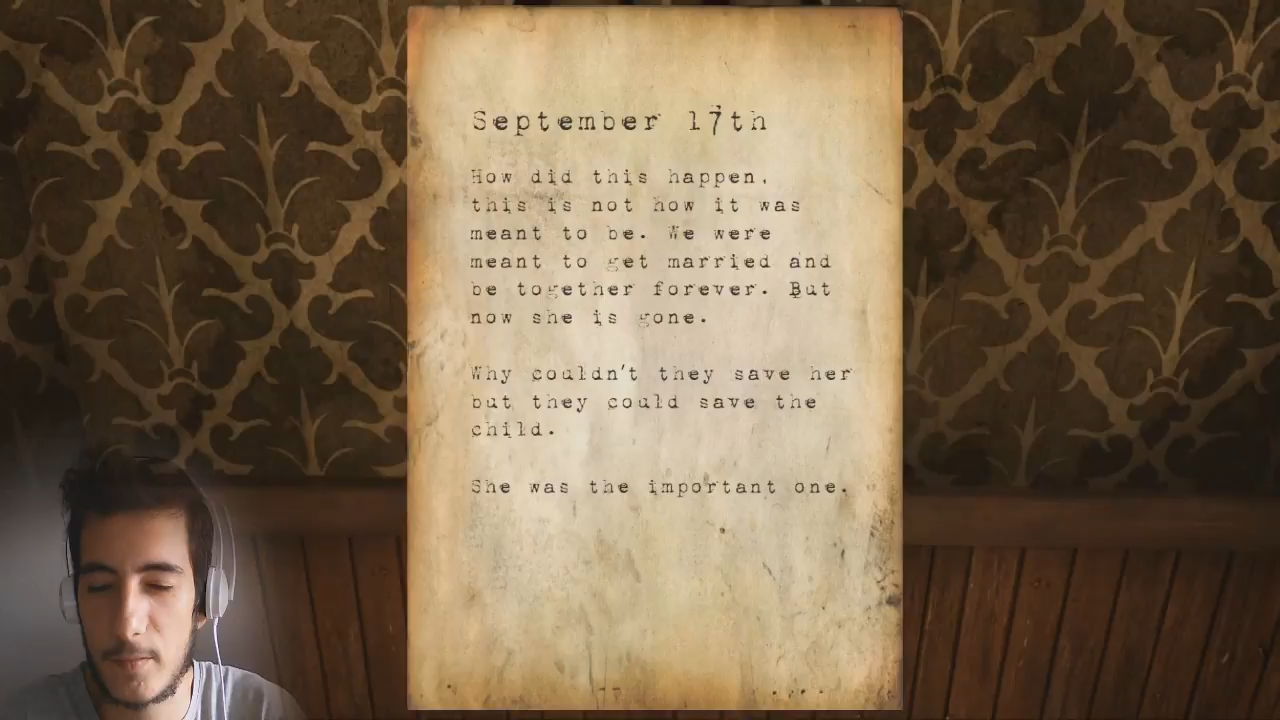 September 17th
How did this happen.
this is not how it was
meant to be. We were
meant to get married and
be together forever. But
now she is gone.
Why couldn't they save her
but they could save the
child.
She was the important one.